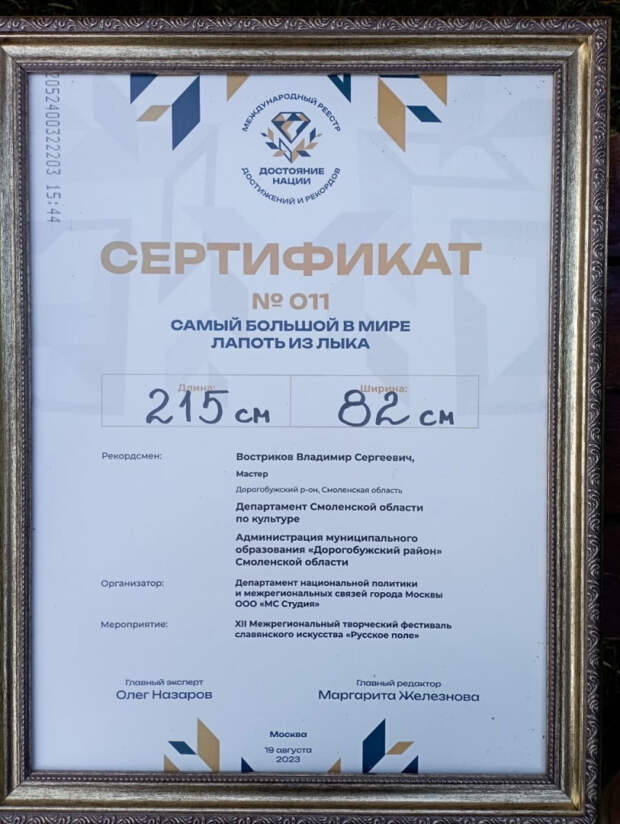 2052400322203 15:44
МЕЖДУНАРОДНЫЙ РЕЕСТР
ДОСТОЯНИЕ
НАЦИИ
ДОСТИЖЕНИЙ И РЕКОРДОВ
СЕРТИФИКАТ
№ 011
САМЫЙ БОЛЬШОЙ В МИРЕ
ЛАПОТЬ ИЗ ЛЫКА
Длина: Ширина:
215 см 82 см
Рекордсмен: Востриков Владимир Сергеевич,
Мастер
Дорогобужский р-он, Смоленская область
Департамент Смоленской области
по культуре
Администрация муниципального
образования «Дорогобужский район»
Смоленской области
Организатор: Департамент национальной политики
и межрегиональных связей города Москвы
ООО «МС Студия»
Мероприятие: XII Межрегиональный творческий фестиваль
славянского искусства «Русское поле»
Главный эксперт Главный редактор
Олег Назаров Маргарита Железнова
Москва
19 августа
2023